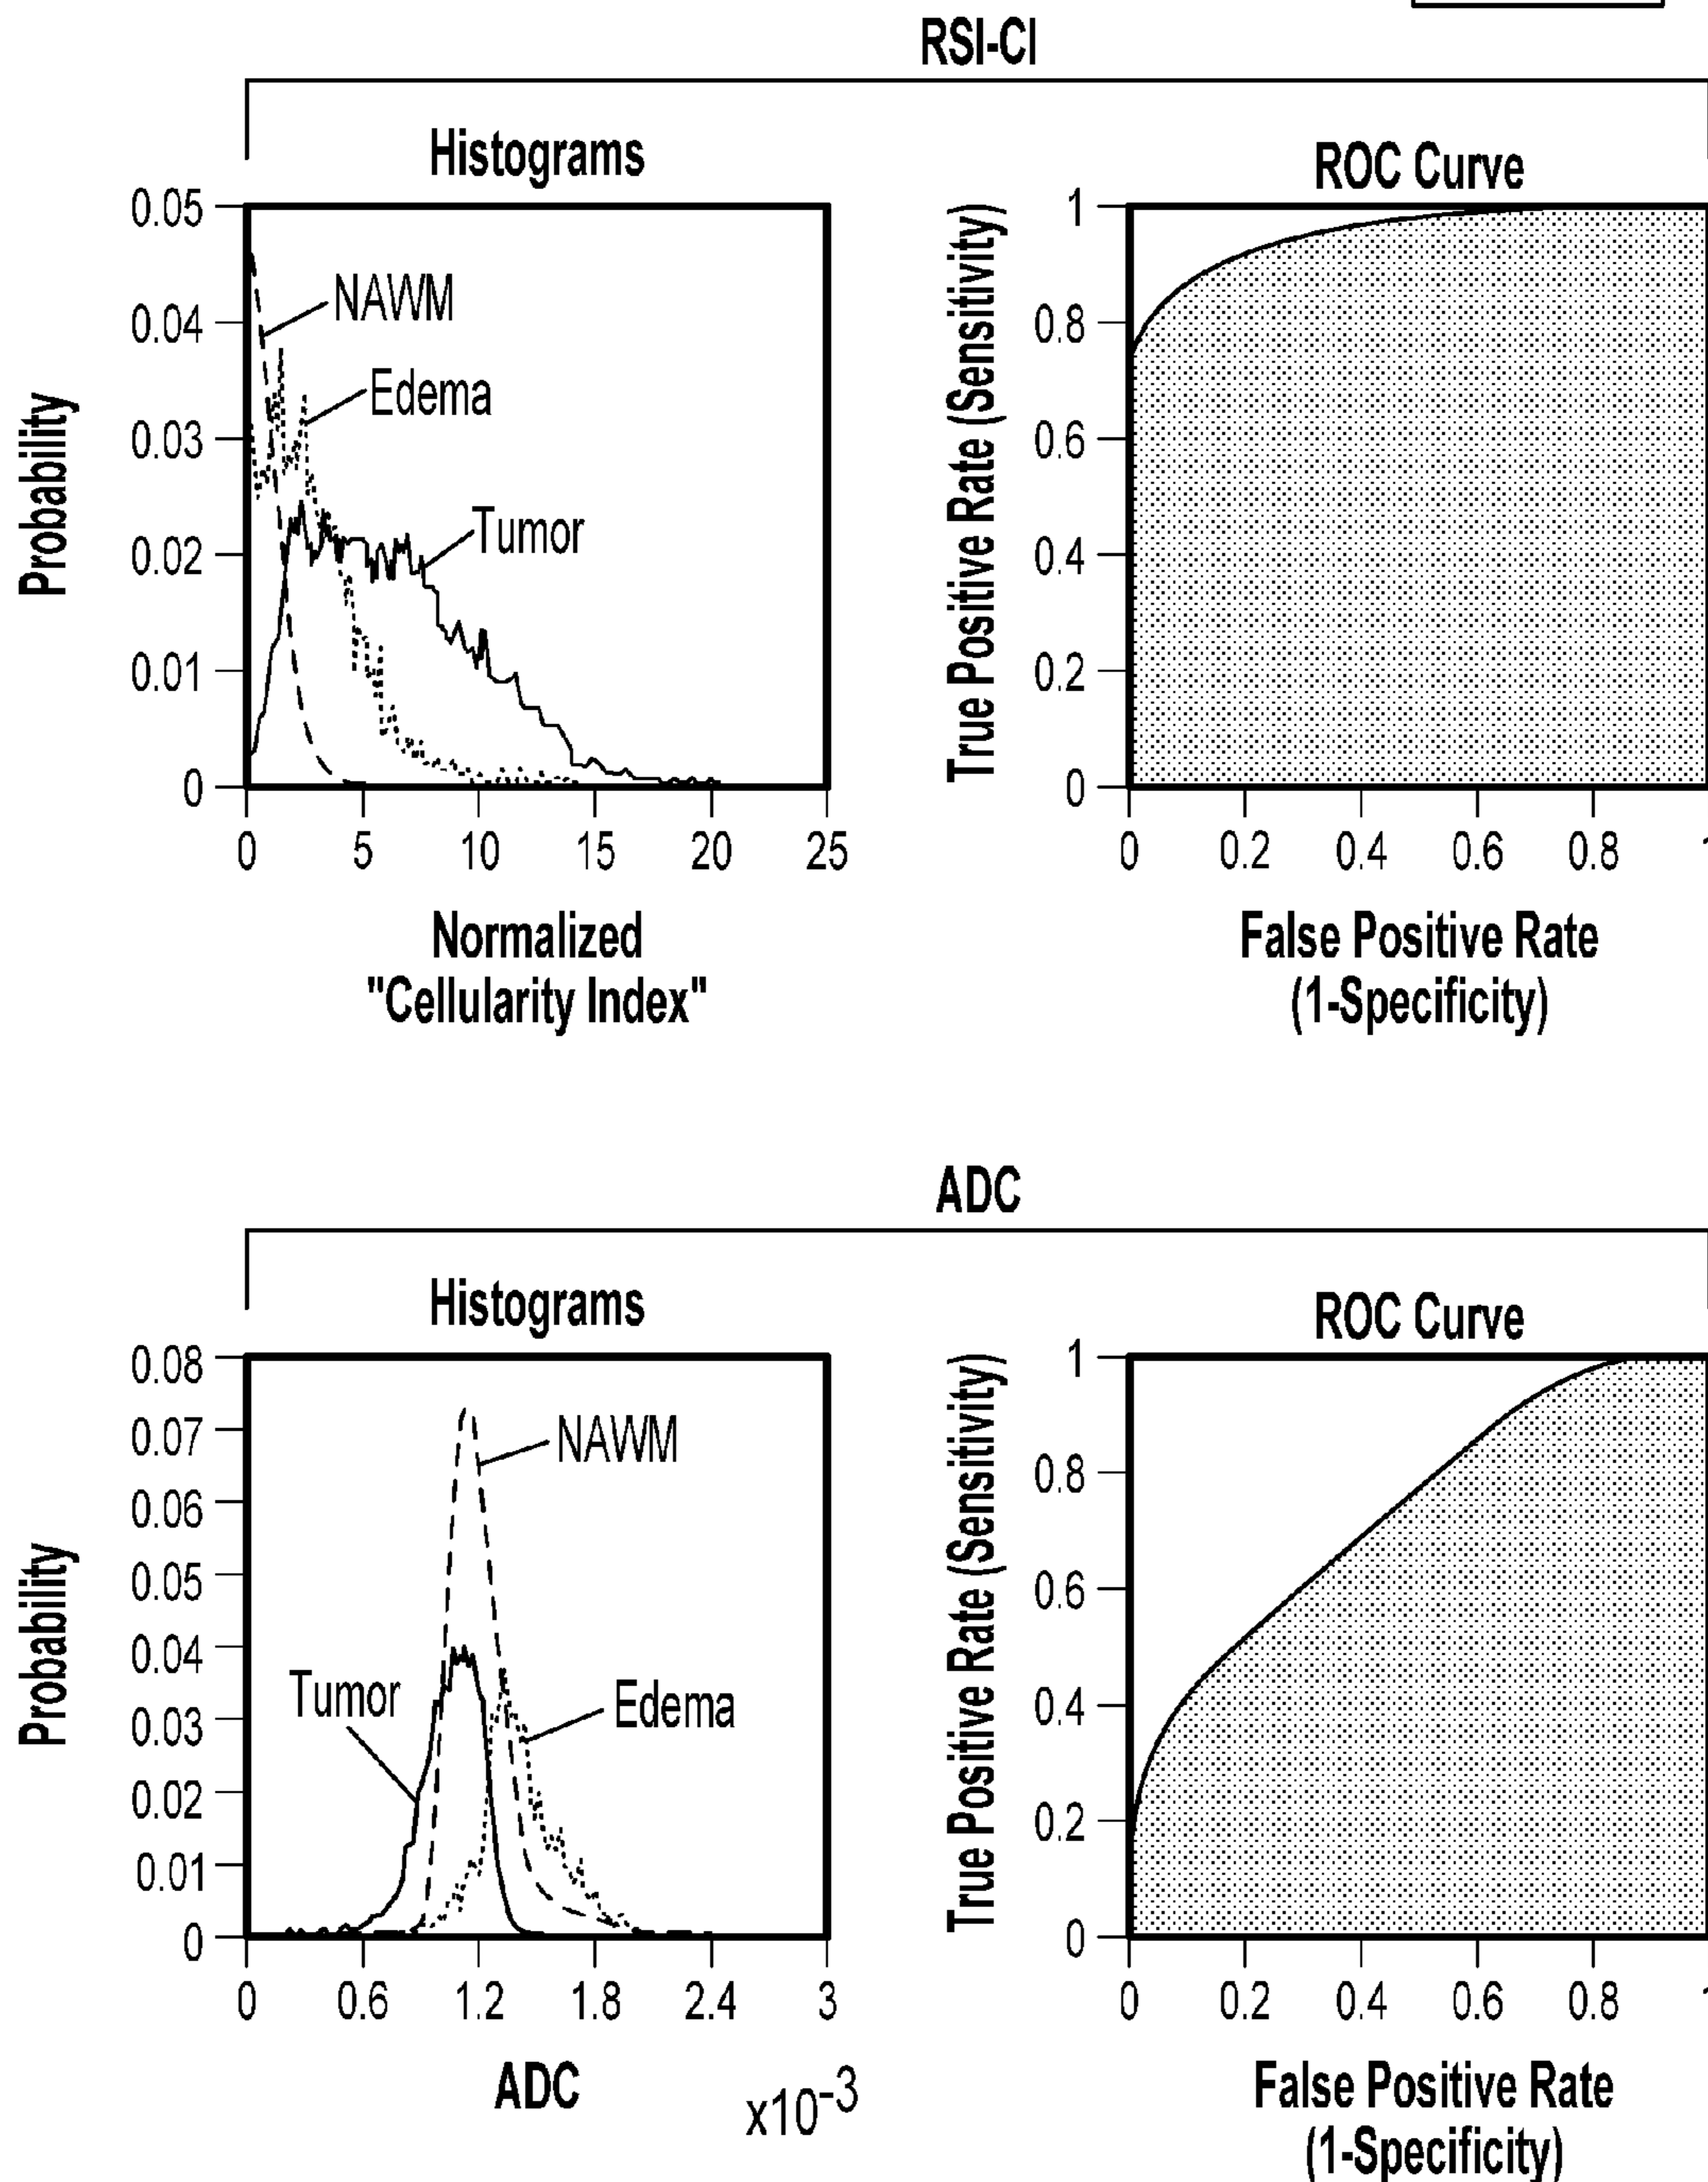 RSI-CI
Histograms
0.05
0.04
0.03
0.02
0.01
0
Probability
NAWM
Edema
Tumor
0 5 10 15 20 25
Normalized
"Cellularity Index"
ROC Curve
1
0.8
0.6
0.4
0.2
0
True Positive Rate (Sensitivity)
0 0.2 0.4 0.6 0.8 1
False Positive Rate
(1-Specificity)
ADC
Histograms
0.08
0.07
0.06
0.05
0.04
0.03
0.02
0.01
0
Probability
NAWM
Tumor
Edema
0 0.6 1.2 1.8 2.4 3
ADC
x10⁻³
ROC Curve
1
0.8
0.6
0.4
0.2
0
True Positive Rate (Sensitivity)
0 0.2 0.4 0.6 0.8 1
False Positive Rate
(1-Specificity)